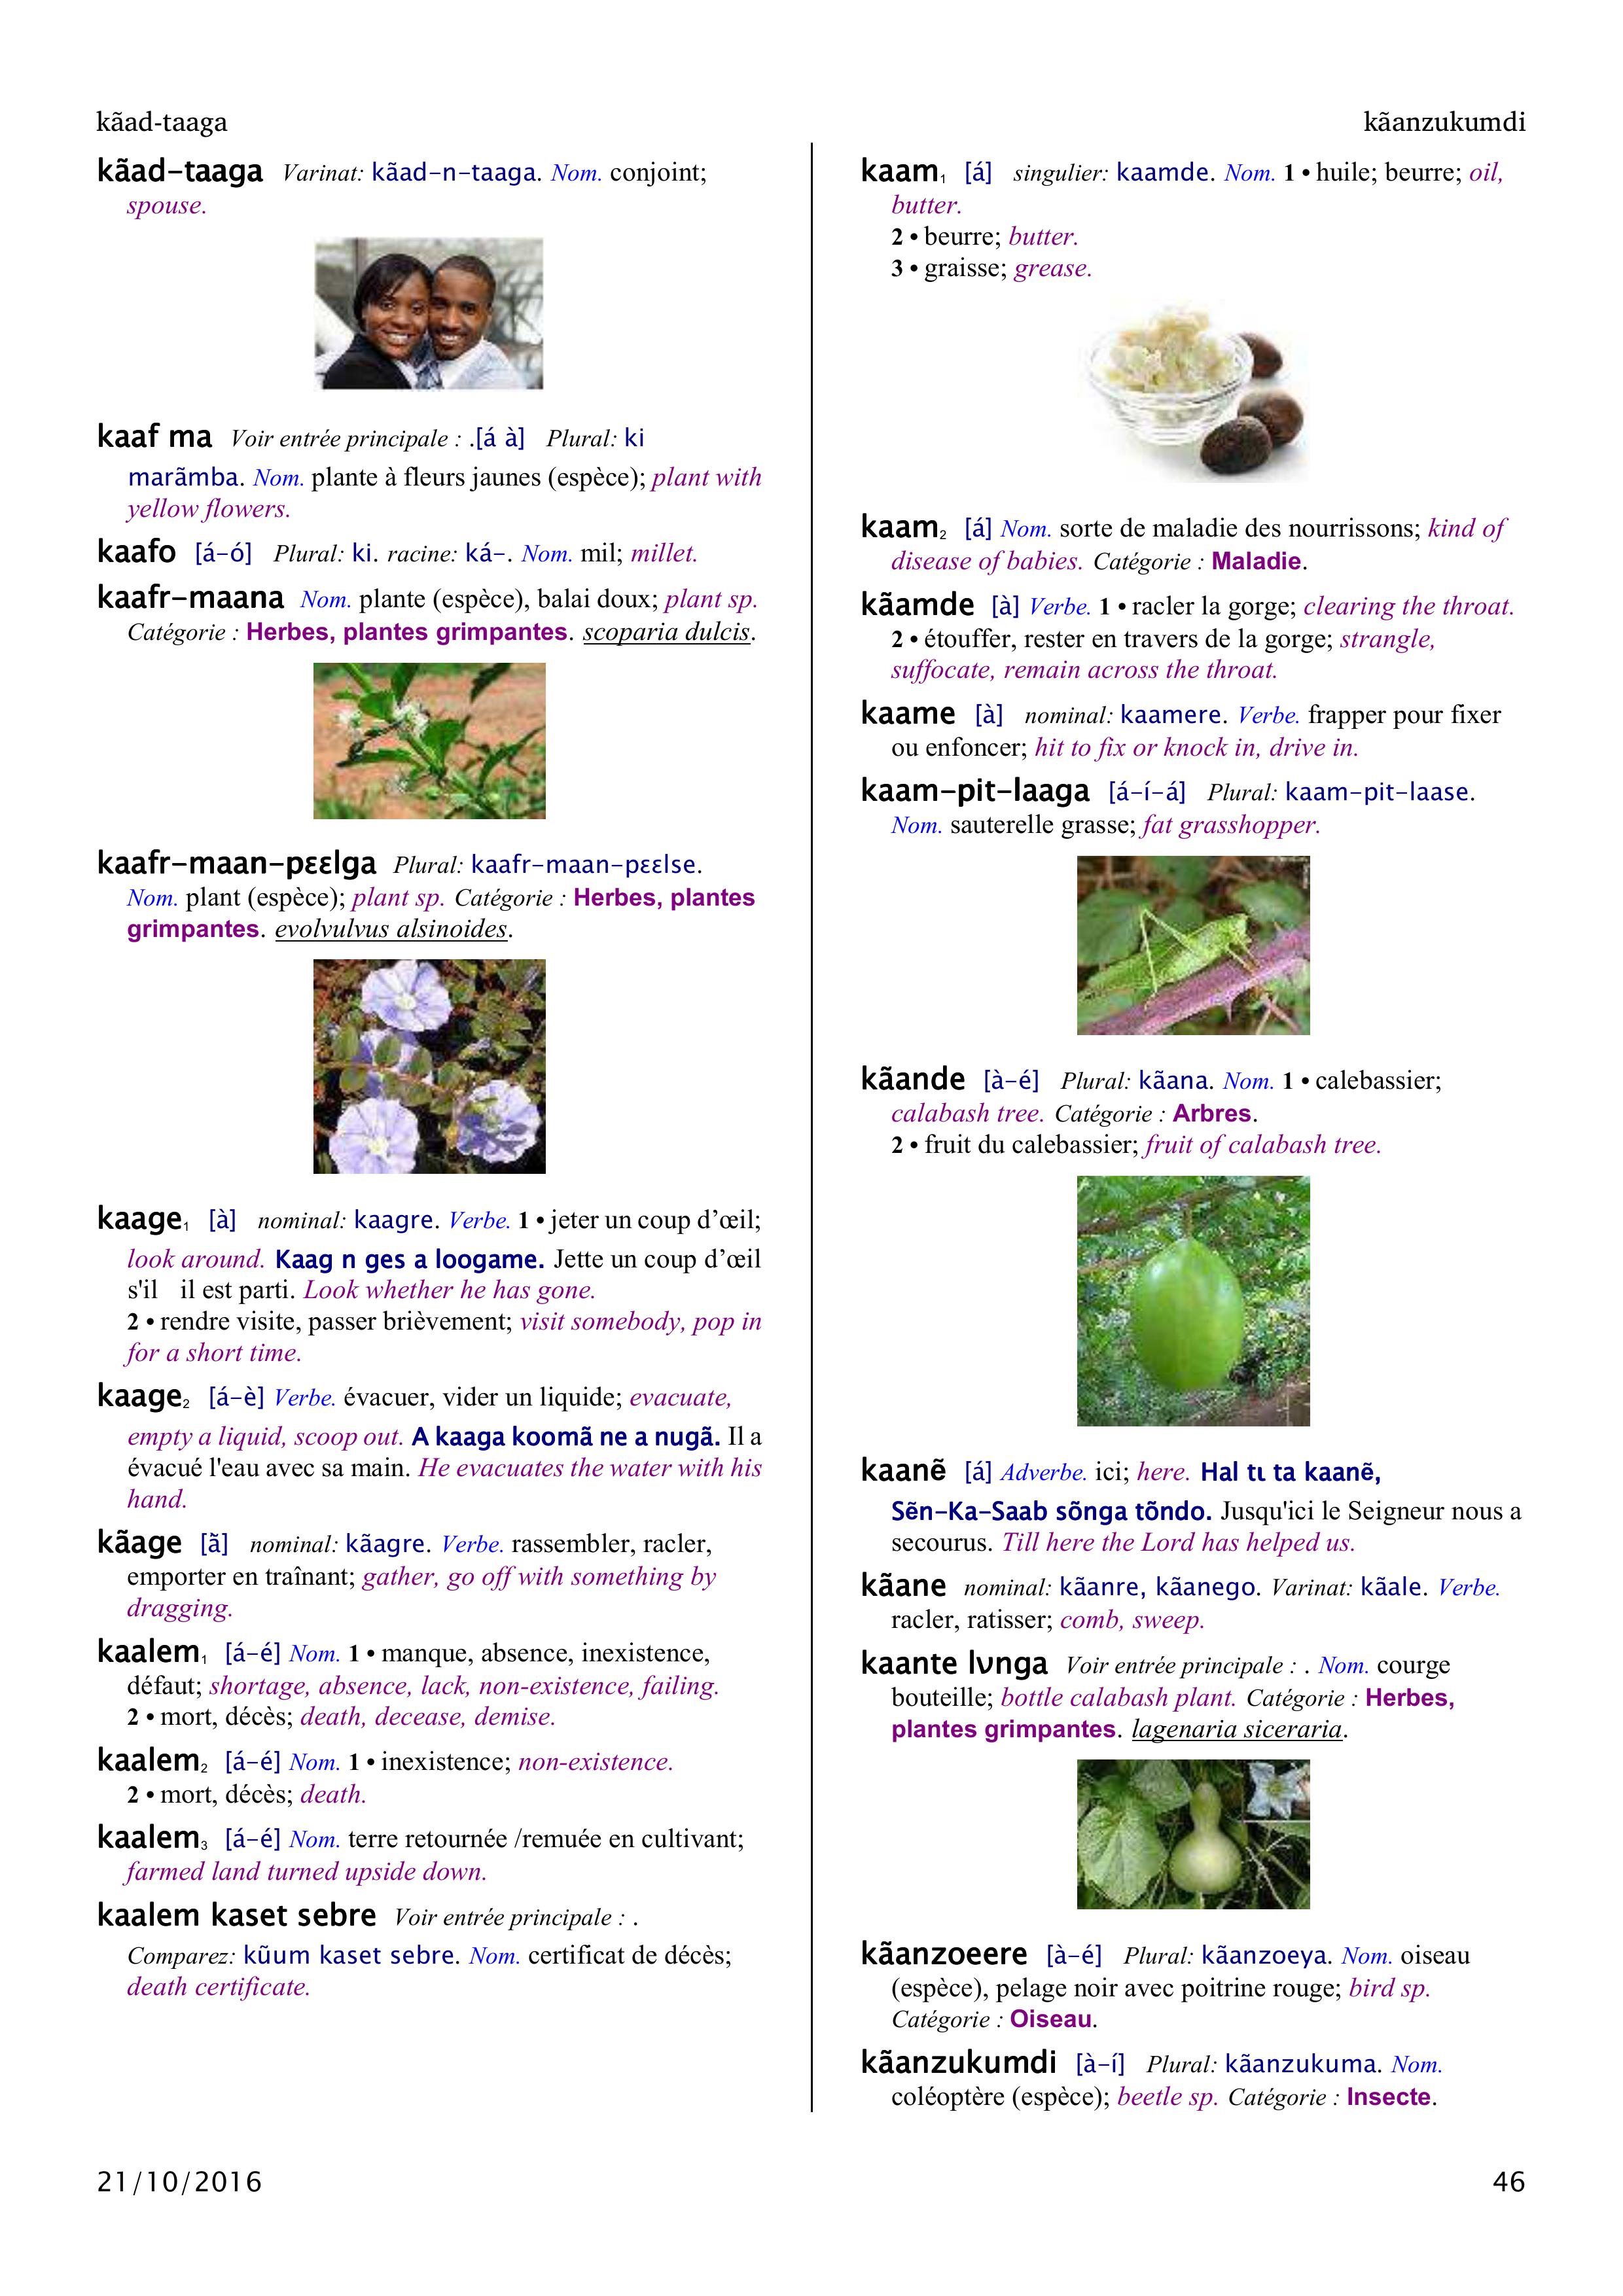 kãad-taaga
kãanzukumdi
kãad-taaga Varinat: kãad-n-taaga. Nom. conjoint;
spouse.
kaaf ma Voir entrée principale : .[á à] Plural: ki
marãmba. Nom. plante à fleurs jaunes (espèce); plant with
yellow flowers.
kaafo [á-ó] Plural: ki. racine: ká-. Nom. mil; millet.
kaafr-maana Nom. plante (espèce), balai doux; plant sp.
Catégorie : Herbes, plantes grimpantes. scoparia dulcis.
kaafr-maan-pɛɛlga Plural: kaafr-maan-pɛɛlse.
Nom. plant (espèce); plant sp. Catégorie : Herbes, plantes
grimpantes. evolvulvus alsinoides.
kaage₁ [à] nominal: kaagre. Verbe. 1 • jeter un coup d’œil;
look around. Kaag n ges a loogame. Jette un coup d’œil
s'il il est parti. Look whether he has gone.
2 • rendre visite, passer brièvement; visit somebody, pop in
for a short time.
kaage₂ [á-è] Verbe. évacuer, vider un liquide; evacuate,
empty a liquid, scoop out. A kaaga koomã ne a nugã. Il a
évacué l'eau avec sa main. He evacuates the water with his
hand.
kãage [ã̀] nominal: kãagre. Verbe. rassembler, racler,
emporter en traînant; gather, go off with something by
dragging.
kaalem₁ [á-é] Nom. 1 • manque, absence, inexistence,
défaut; shortage, absence, lack, non-existence, failing.
2 • mort, décès; death, decease, demise.
kaalem₂ [á-é] Nom. 1 • inexistence; non-existence.
2 • mort, décès; death.
kaalem₃ [á-é] Nom. terre retournée /remuée en cultivant;
farmed land turned upside down.
kaalem kaset sebre Voir entrée principale : .
Comparez: kũum kaset sebre. Nom. certificat de décès;
death certificate.
kaam₁ [á] singulier: kaamde. Nom. 1 • huile; beurre; oil,
butter.
2 • beurre; butter.
3 • graisse; grease.
kaam₂ [á] Nom. sorte de maladie des nourrissons; kind of
disease of babies. Catégorie : Maladie.
kãamde [à] Verbe. 1 • racler la gorge; clearing the throat.
2 • étouffer, rester en travers de la gorge; strangle,
suffocate, remain across the throat.
kaame [à] nominal: kaamere. Verbe. frapper pour fixer
ou enfoncer; hit to fix or knock in, drive in.
kaam-pit-laaga [á-í-á] Plural: kaam-pit-laase.
Nom. sauterelle grasse; fat grasshopper.
kãande [à-é] Plural: kãana. Nom. 1 • calebassier;
calabash tree. Catégorie : Arbres.
2 • fruit du calebassier; fruit of calabash tree.
kaanẽ [á] Adverbe. ici; here. Hal tɩ ta kaanẽ,
Sẽn-Ka-Saab sõnga tõndo. Jusqu'ici le Seigneur nous a
secourus. Till here the Lord has helped us.
kãane nominal: kãanre, kãanego. Varinat: kãale. Verbe.
racler, ratisser; comb, sweep.
kaante lʋnga Voir entrée principale : . Nom. courge
bouteille; bottle calabash plant. Catégorie : Herbes,
plantes grimpantes. lagenaria siceraria.
kãanzoeere [à-é] Plural: kãanzoeya. Nom. oiseau
(espèce), pelage noir avec poitrine rouge; bird sp.
Catégorie : Oiseau.
kãanzukumdi [à-í] Plural: kãanzukuma. Nom.
coléoptère (espèce); beetle sp. Catégorie : Insecte.
21/10/2016
46